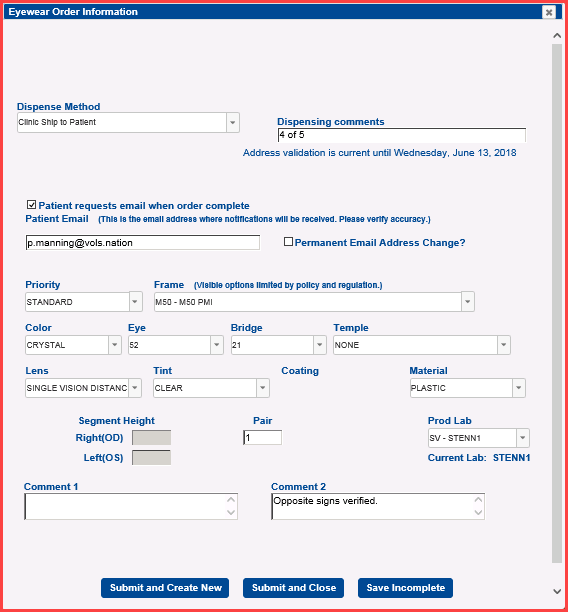 Eyewear Order Information
Dispense Method
Clinic Ship to Patient
Dispensing comments
4 of 5
Address validation is current until Wednesday, June 13, 2018
Patient requests email when order complete
Patient Email (This is the email address where notifications will be received. Please verify accuracy.)
p.manning@vols.nation
Permanent Email Address Change?
Priority Frame (Visible options limited by policy and regulation.)
STANDARD M50 - M50 PMI
Color Eye Bridge Temple
CRYSTAL 52 21 NONE
Lens Tint Coating Material
SINGLE VISION DISTANC CLEAR PLASTIC
Segment Height Pair Prod Lab
Right(OD) 1 SV - STENN1
Left(OS) Current Lab: STENN1
Comment 1 Comment 2
Opposite signs verified.
Submit and Create New Submit and Close Save Incomplete